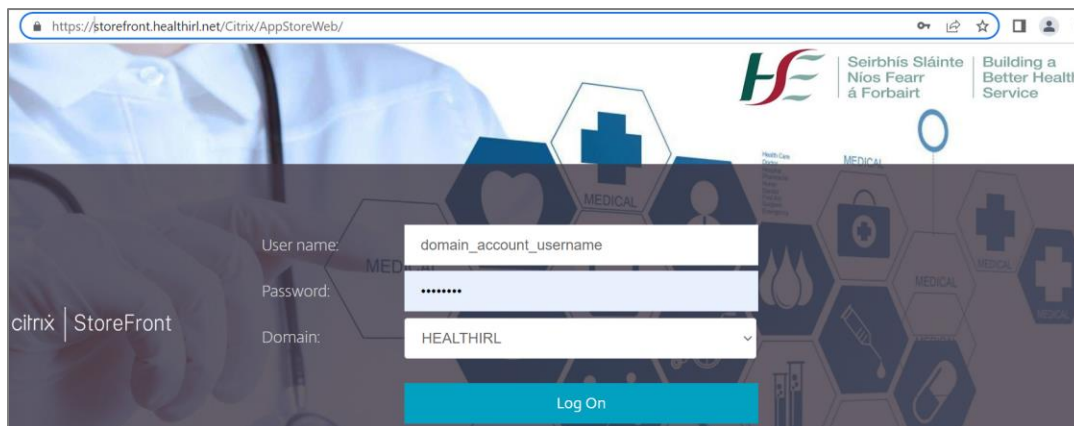 https://storefront.healthirl.net/Citrix/AppStoreWeb/
Seirbhís Sláinte
Níos Fearr
á Forbairt
Building a
Better Health
Service
MEDICAL
MEDICAL
User name:
domain_account_username
Password:
••••••••
MEDICAL
MEDICAL
MEDICAL
citrix | StoreFront
Domain:
HEALTHIRL
Log On